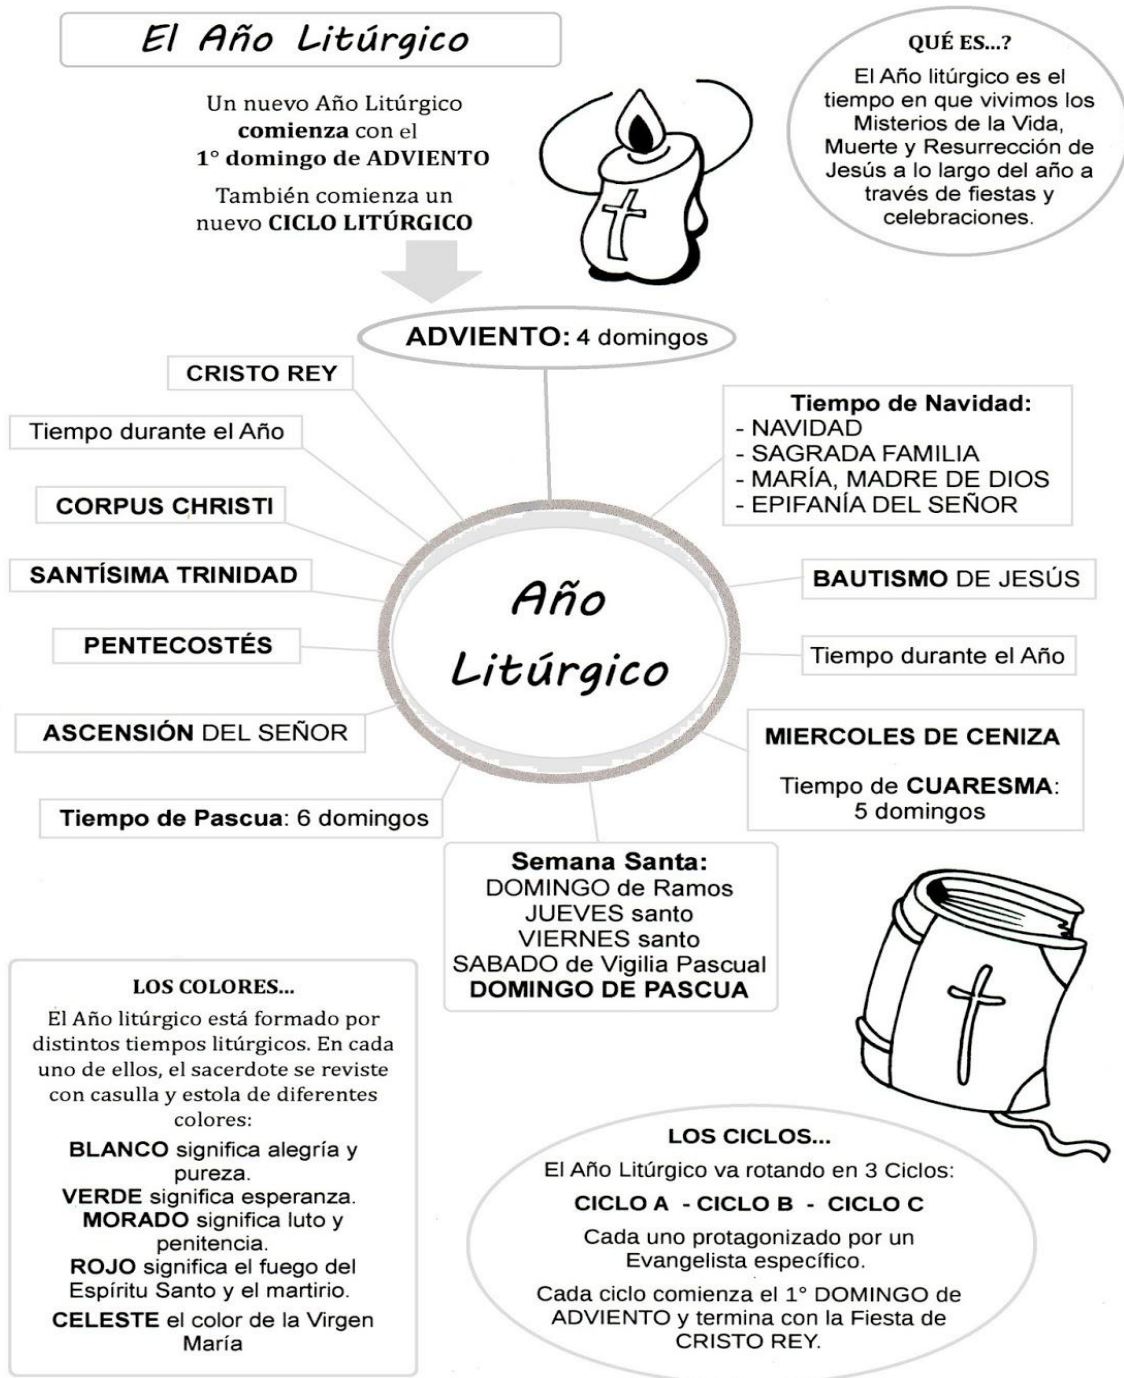 El Año Litúrgico
Un nuevo Año Litúrgico
comienza con el
1° domingo de ADVIENTO
También comienza un
nuevo CICLO LITÚRGICO
QUÉ ES...?
El Año litúrgico es el
tiempo en que vivimos los
Misterios de la Vida,
Muerte y Resurrección de
Jesús a lo largo del año a
través de fiestas y
celebraciones.
ADVIENTO: 4 domingos
Tiempo de Navidad:
- NAVIDAD
- SAGRADA FAMILIA
- MARÍA, MADRE DE DIOS
- EPIFANÍA DEL SEÑOR
BAUTISMO DE JESÚS
Tiempo durante el Año
MIERCOLES DE CENIZA
Tiempo de CUARESMA:
5 domingos
Semana Santa:
DOMINGO de Ramos
JUEVES santo
VIERNES santo
SABADO de Vigilia Pascual
DOMINGO DE PASCUA
Tiempo de Pascua: 6 domingos
ASCENSIÓN DEL SEÑOR
PENTECOSTÉS
SANTÍSIMA TRINIDAD
CORPUS CHRISTI
Tiempo durante el Año
CRISTO REY
Año
Litúrgico
LOS COLORES...
El Año litúrgico está formado por
distintos tiempos litúrgicos. En cada
uno de ellos, el sacerdote se reviste
con casulla y estola de diferentes
colores:
BLANCO significa alegría y
pureza.
VERDE significa esperanza.
MORADO significa luto y
penitencia.
ROJO significa el fuego del
Espíritu Santo y el martirio.
CELESTE el color de la Virgen
María
LOS CICLOS...
El Año Litúrgico va rotando en 3 Ciclos:
CICLO A - CICLO B - CICLO C
Cada uno protagonizado por un
Evangelista específico.
Cada ciclo comienza el 1° DOMINGO de
ADVIENTO y termina con la Fiesta de
CRISTO REY.